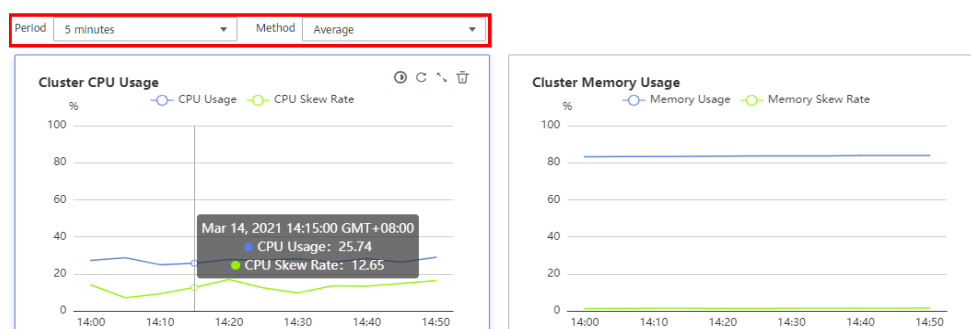 Period 5 minutes Method Average
Cluster CPU Usage
% CPU Usage CPU Skew Rate
100
80
60
40
20
0
14:00 14:10 14:20 14:30 14:40 14:50
Mar 14, 2021 14:15:00 GMT+08:00
CPU Usage: 25.74
CPU Skew Rate: 12.65
Cluster Memory Usage
% Memory Usage Memory Skew Rate
100
80
60
40
20
0
14:00 14:10 14:20 14:30 14:40 14:50